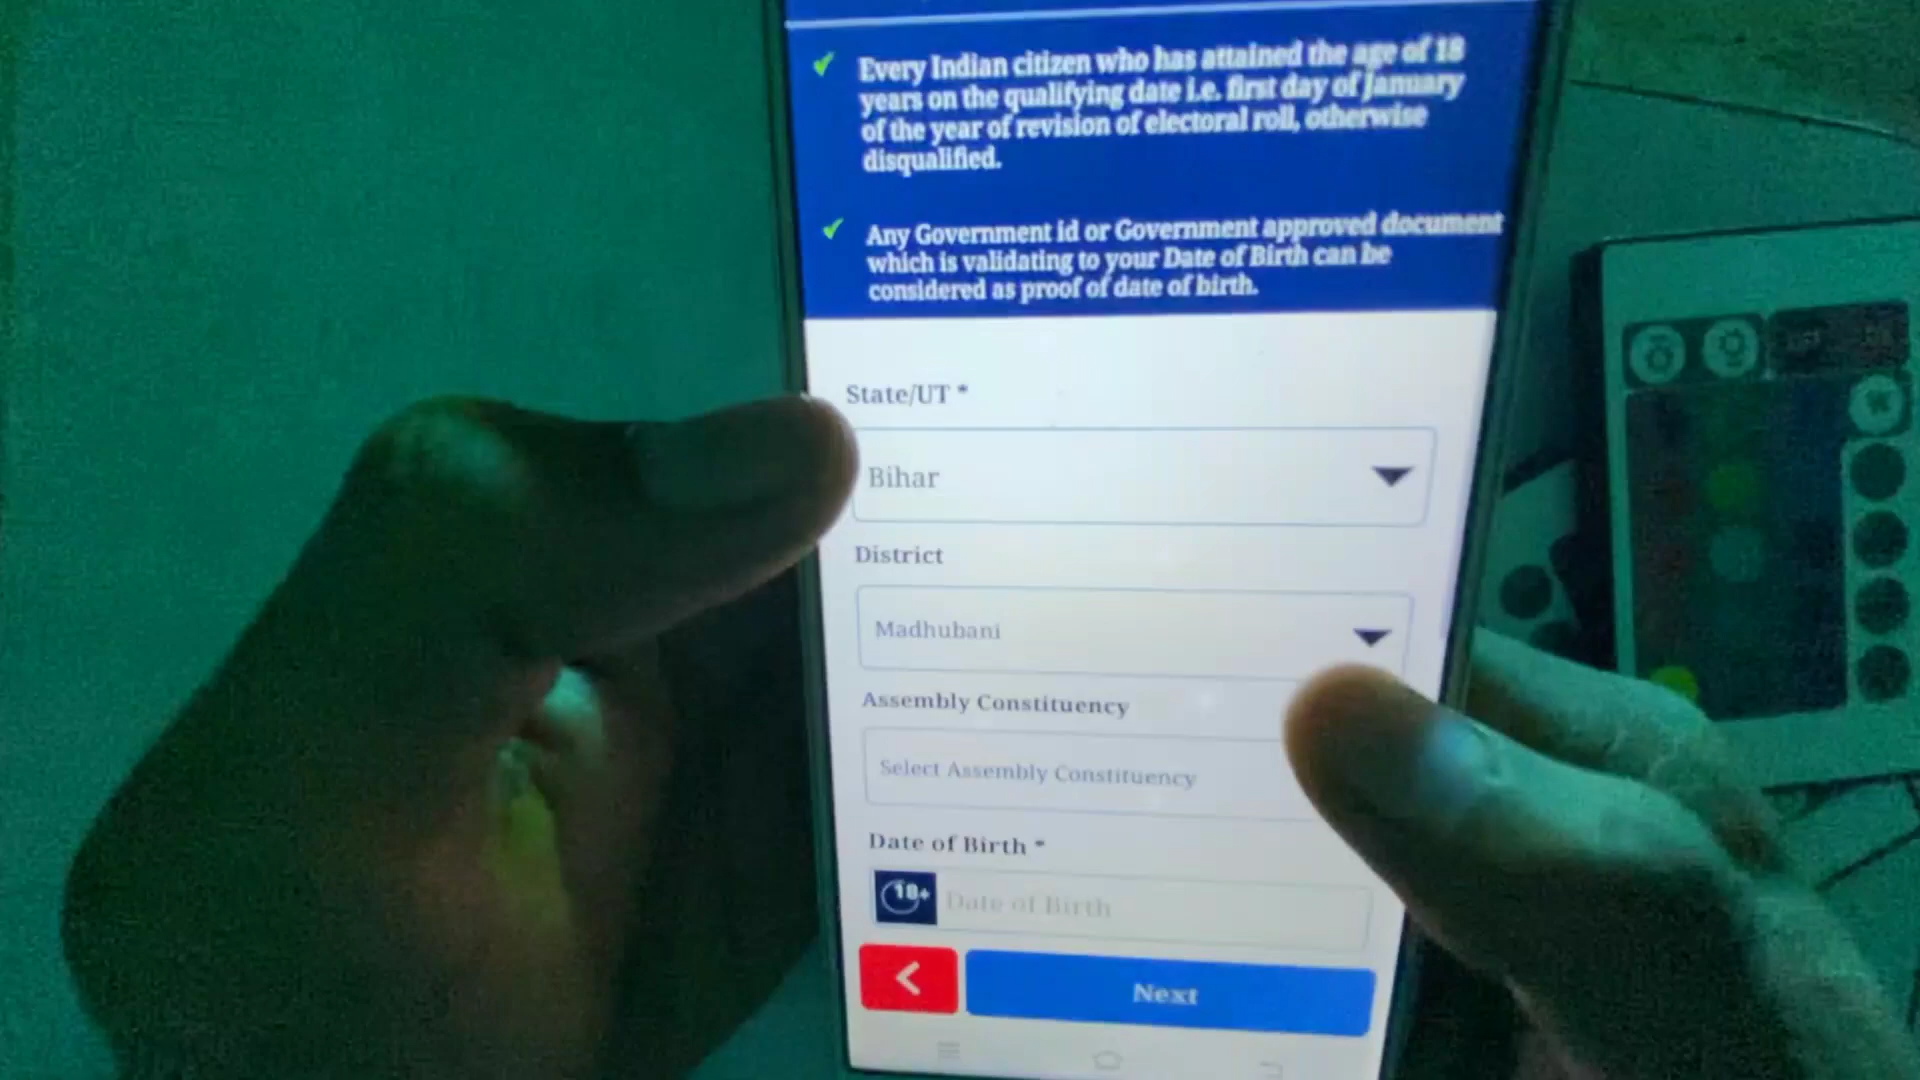 Every Indian citizen who has attained the age of 18
years on the qualifying date i.e. first day of January
of the year of revision of electoral roll, otherwise
disqualified.
Any Government id or Government approved document
which is validating to your Date of Birth can be
considered as proof of date of birth.
State/UT *
Bihar
District
Madhubani
Assembly Constituency
Select Assembly Constituency
Date of Birth *
18+
Date of Birth
Next